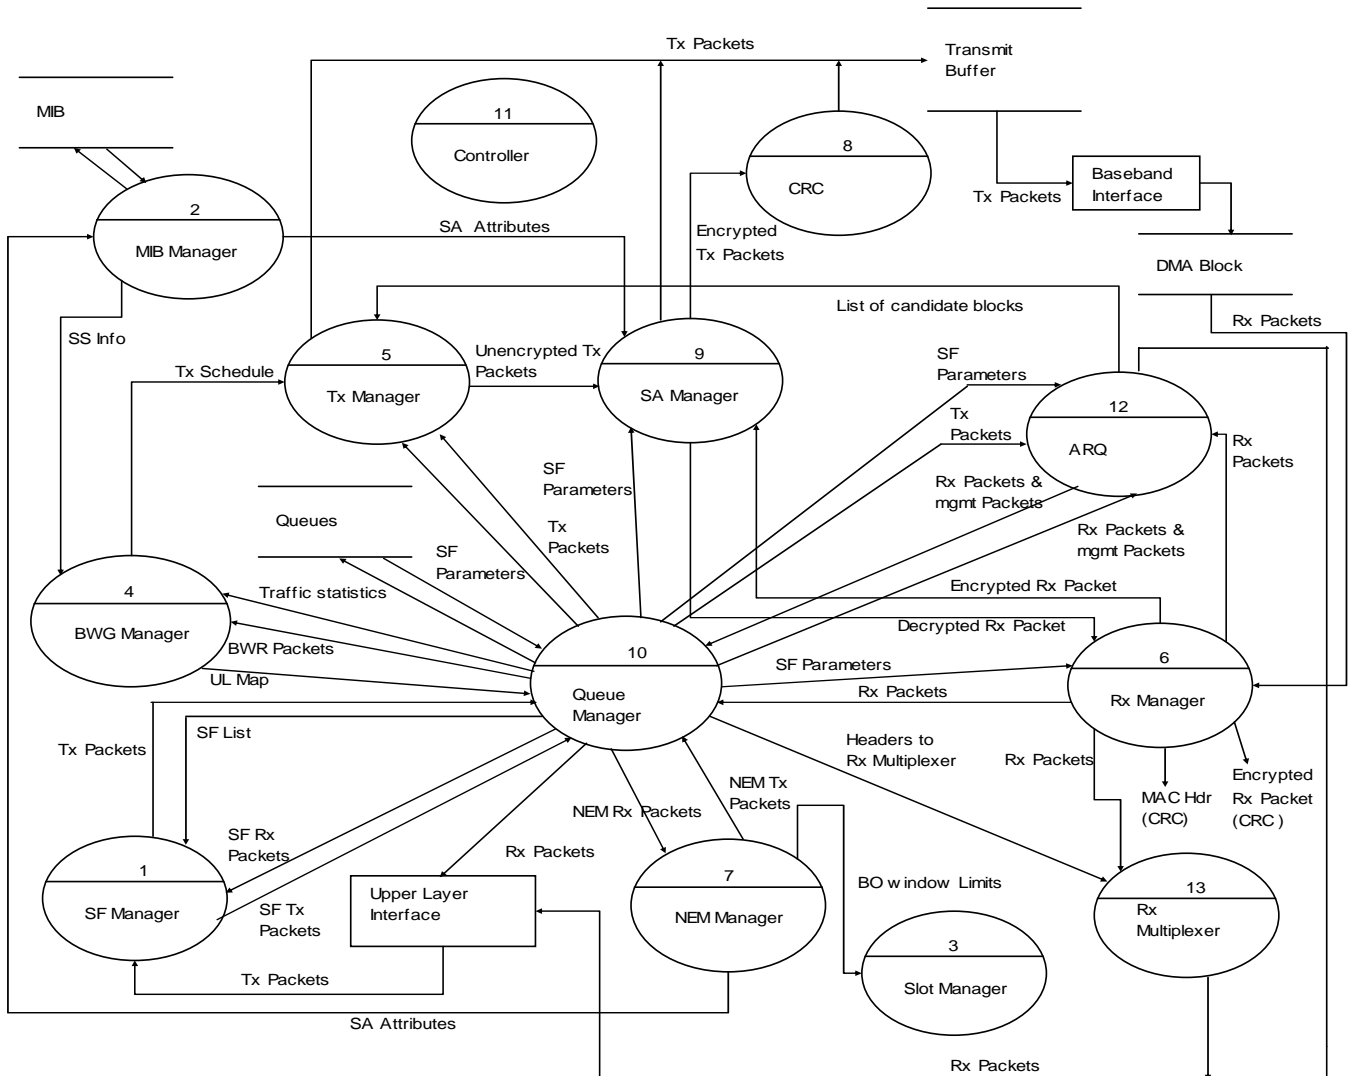 Tx Packets
Transmit
Buffer
MIB
11
Controller
8
CRC
Baseband
Interface
Tx Packets
2
MIB Manager
SA Attributes
Encrypted
Tx Packets
DMA Block
List of candidate blocks
Rx Packets
SS Info
5
Tx Manager
Unencrypted Tx
Packets
9
SA Manager
SF
Parameters
Tx Schedule
12
ARQ
Tx
Packets
Rx
Packets
SF
Parameters
Rx Packets &
mgmt Packets
Queues
Tx
Packets
Rx Packets &
mgmt Packets
SF
Parameters
Encrypted Rx Packet
Traffic statistics
4
BWG Manager
Decrypted Rx Packet
BWR Packets
10
Queue
Manager
SF Parameters
6
Rx Manager
UL Map
Rx Packets
Tx Packets
SF List
Headers to
Rx Multiplexer
Rx Packets
Encrypted
Rx Packet
(CRC )
MAC Hdr
(CRC)
NEM Tx
Packets
NEM Rx Packets
SF Rx
Packets
Rx Packets
1
SF Manager
Upper Layer
Interface
7
NEM Manager
BO window Limits
13
Rx
Multiplexer
SF Tx
Packets
3
Slot Manager
Tx Packets
SA Attributes
Rx Packets